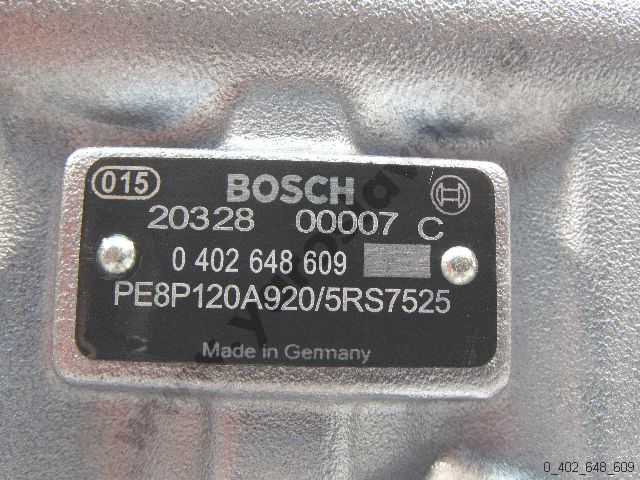 015 BOSCH
20328 00007 C
0 402 648 609
PE8P120A920/5RS7525
Made in Germany
0_402_648_609